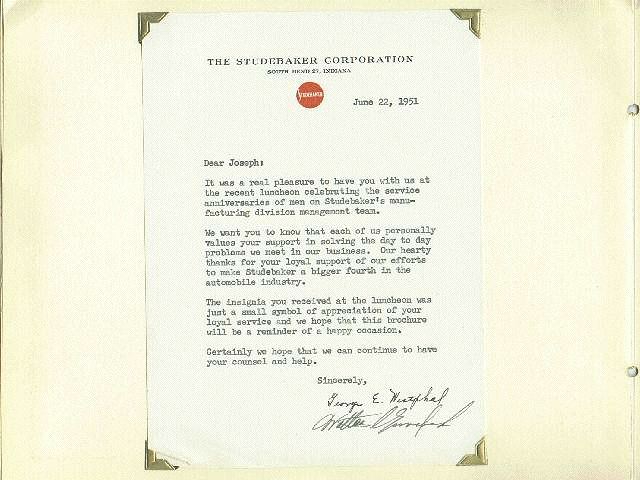 THE STUDEBAKER CORPORATION
SOUTH BEND 27, INDIANA
STUDEBAKER
June 22, 1951
Dear Joseph:
It was a real pleasure to have you with us at
the recent luncheon celebrating the service
anniversaries of men on Studebaker's manu-
facturing division management team.
We want you to know that each of us personally
values your support in solving the day to day
problems we meet in our business. Our hearty
thanks for your loyal support of our efforts
to make Studebaker a bigger fourth in the
automobile industry.
The insignia you received at the luncheon was
just a small symbol of appreciation of your
loyal service and we hope that this brochure
will be a reminder of a happy occasion.
Certainly we hope that we can continue to have
your counsel and help.
Sincerely,
George E. Westphal